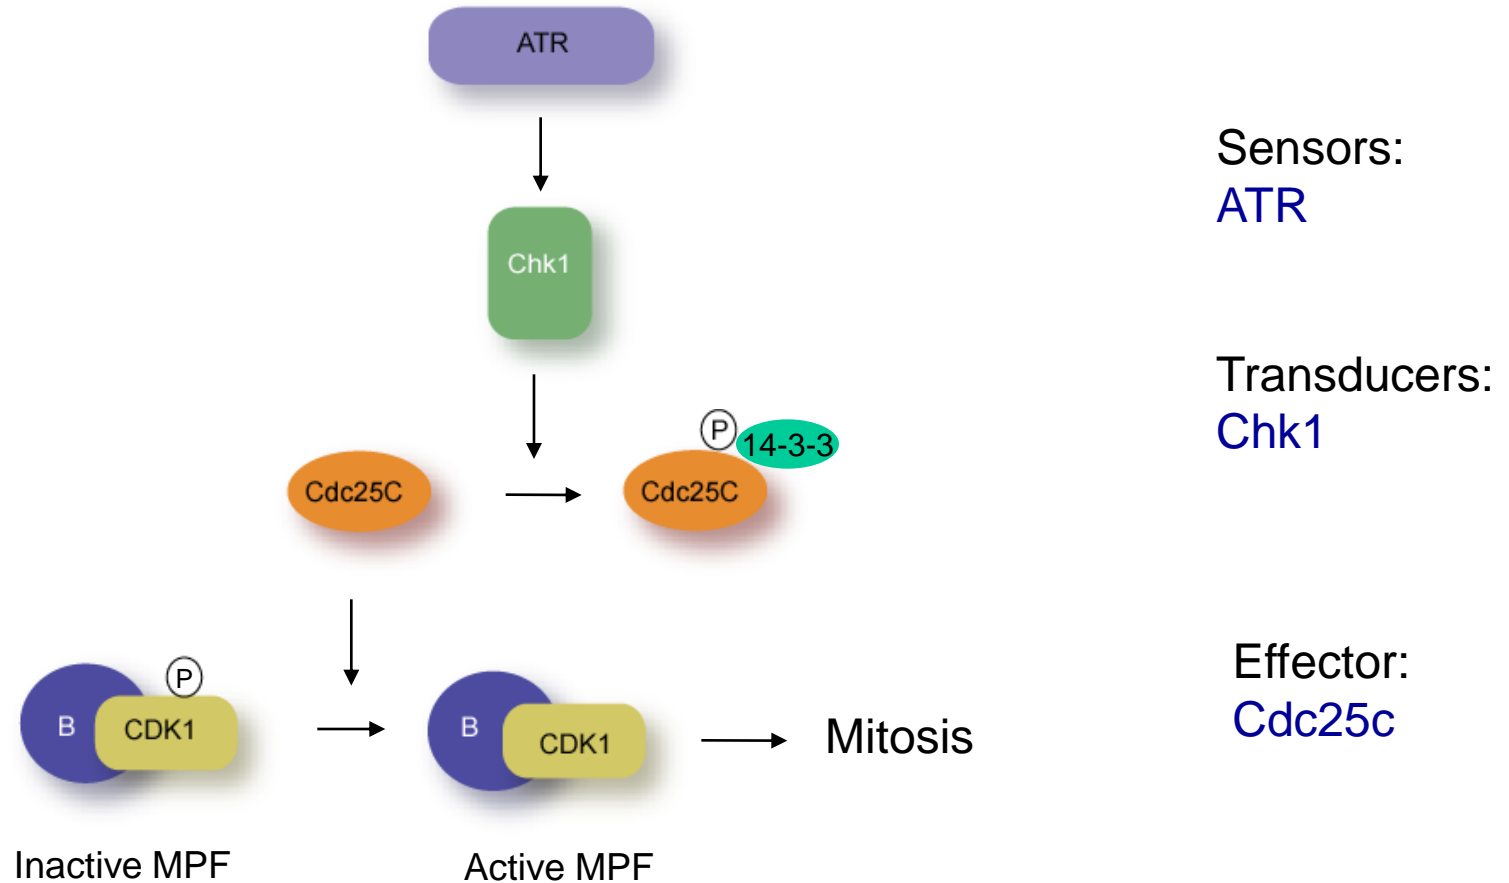 ATR
Sensors:
ATR
Chk1
Transducers:
Chk1
P
14-3-3
Cdc25C
Cdc25C
Effector:
Cdc25c
P
B
CDK1
B
CDK1
Mitosis
Inactive MPF
Active MPF